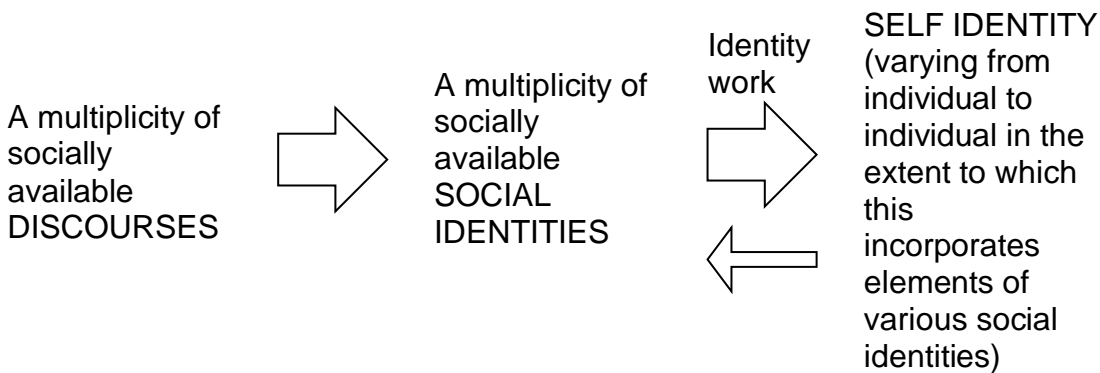 A multiplicity of
socially
available
DISCOURSES
A multiplicity of
socially
available
SOCIAL
IDENTITIES
Identity
work
SELF IDENTITY
(varying from
individual to
individual in the
extent to which
this
incorporates
elements of
various social
identities)